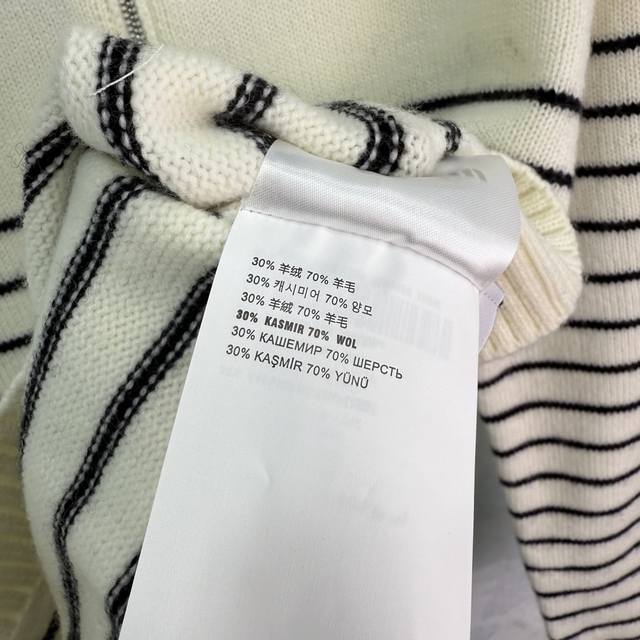 30% 羊绒 70% 羊毛
30% 캐시미어 70% 양모
30% 羊绒 70% 羊毛
30% KASMIR 70% WOL
30% КАШЕМИР 70% ШЕРСТЬ
30% KAŞMİR 70% YÜNÜ